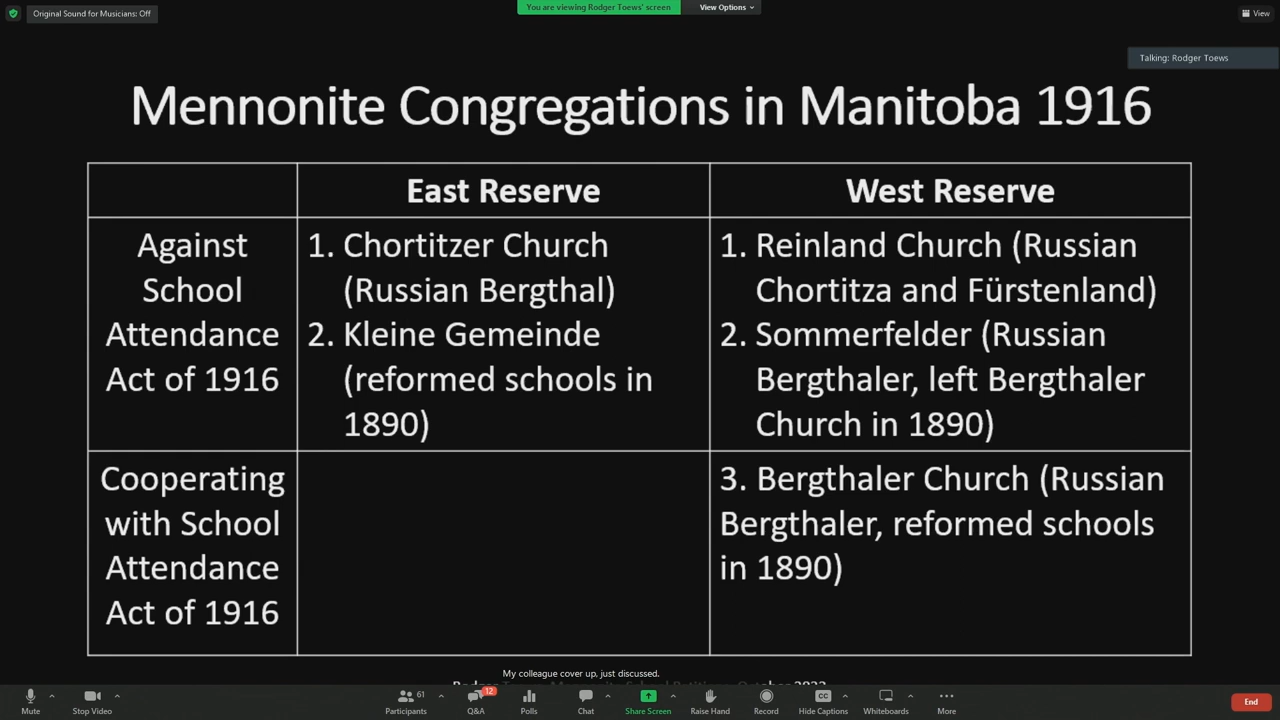 Original Sound for Musicians: Off
You are viewing Rodger Toews' screen
View Options
View
Talking: Rodger Toews
Mennonite Congregations in Manitoba 1916
East Reserve
West Reserve
Against
School
Attendance
Act of 1916
1. Chortitzer Church
(Russian Bergthal)
2. Kleine Gemeinde
(reformed schools in
1890)
1. Reinland Church (Russian
Chortitza and Fürstenland)
2. Sommerfelder (Russian
Bergthaler, left Bergthaler
Church in 1890)
Cooperating
with School
Attendance
Act of 1916
3. Bergthaler Church (Russian
Bergthaler, reformed schools
in 1890)
My colleague cover up, just discussed.
Mute
Stop Video
61
Participants
12
Q&A
Polls
Chat
Share Screen
Raise Hand
Record
CC
Hide Captions
Whiteboards
More
End